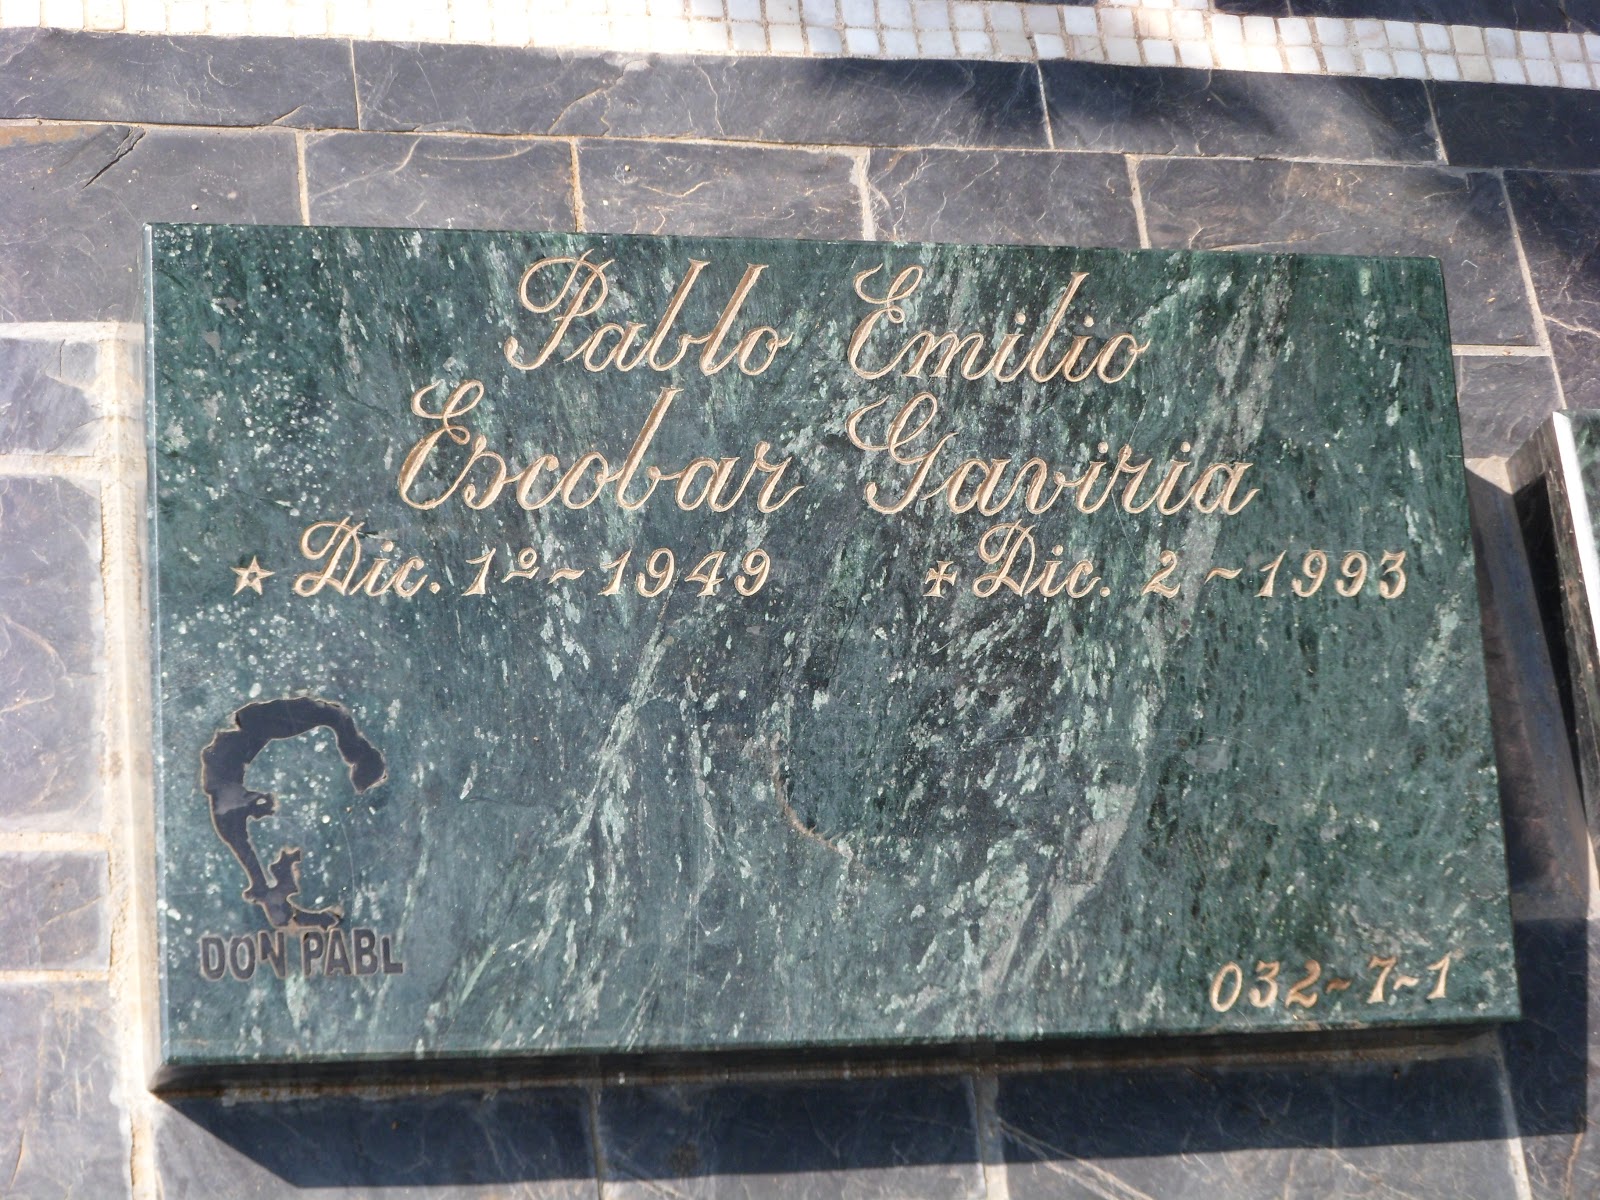 Pablo Emilio
Escobar Gaviria
☆ Dic. 1º ~ 1949 ✠ Dic. 2 ~ 1993
DON PABL
032~7~1